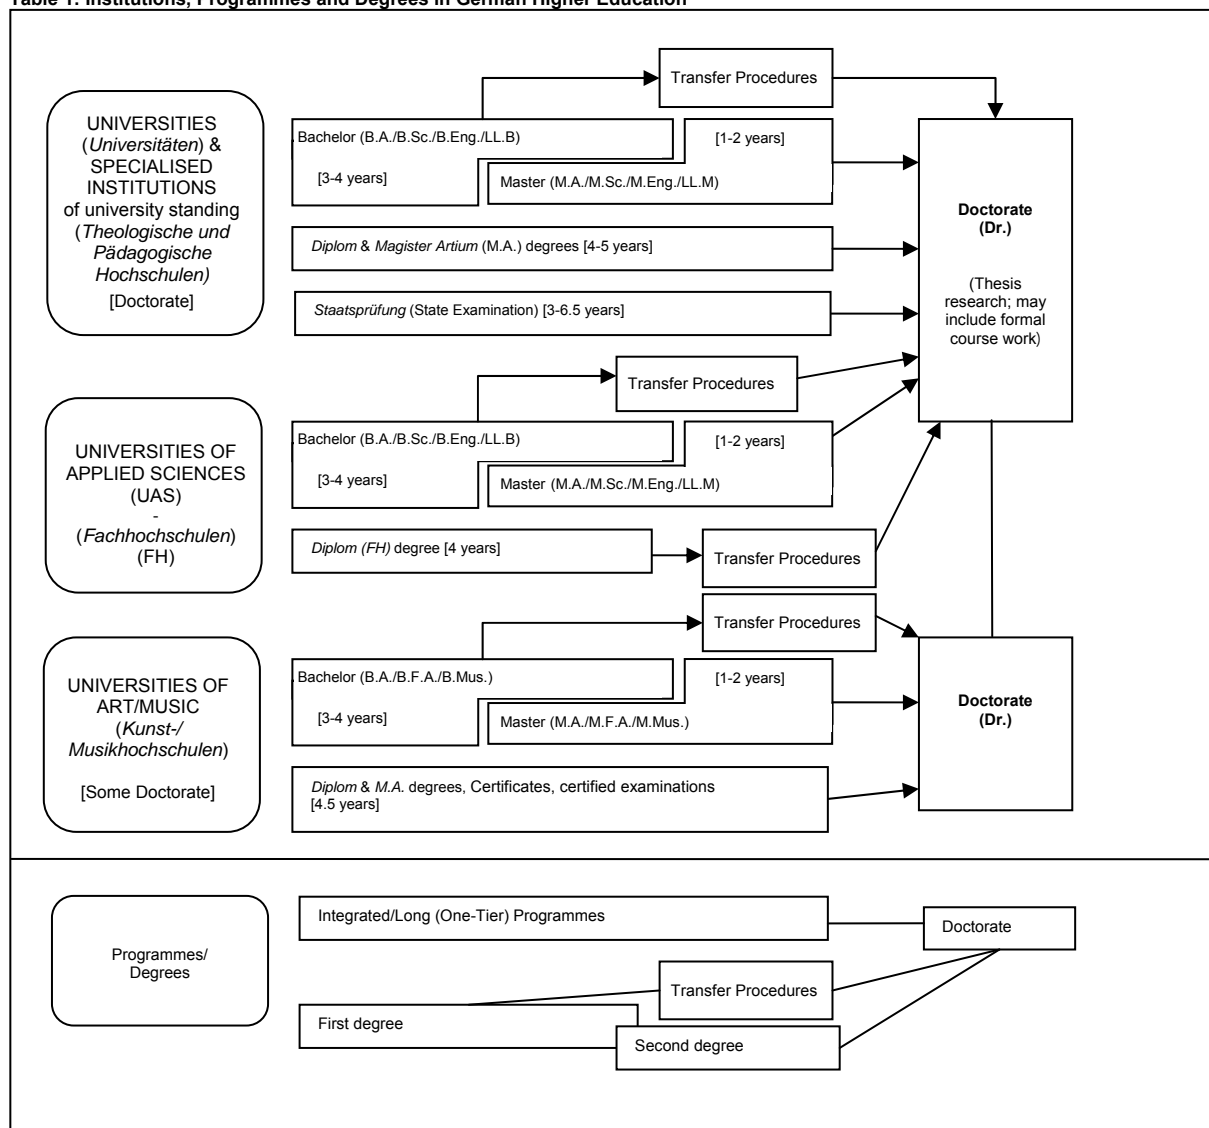 Table 1: Institutions, Programmes and Degrees in German Higher Education
Transfer Procedures
UNIVERSITIES
(Universitäten) &
SPECIALISED
INSTITUTIONS
of university standing
(Theologische und
Pädagogische
Hochschulen)
[Doctorate]
Bachelor (B.A./B.Sc./B.Eng./LL.B)
[3-4 years]
[1-2 years]
Master (M.A./M.Sc./M.Eng./LL.M)
Diplom & Magister Artium (M.A.) degrees [4-5 years]
Staatsprüfung (State Examination) [3-6.5 years]
Doctorate
(Dr.)
(Thesis
research; may
include formal
course work)
Transfer Procedures
UNIVERSITIES OF
APPLIED SCIENCES
(UAS)
-
(Fachhochschulen)
(FH)
Bachelor (B.A./B.Sc./B.Eng./LL.B)
[3-4 years]
[1-2 years]
Master (M.A./M.Sc./M.Eng./LL.M)
Diplom (FH) degree [4 years]
Transfer Procedures
Transfer Procedures
UNIVERSITIES OF
ART/MUSIC
(Kunst-/
Musikhochschulen)
[Some Doctorate]
Bachelor (B.A./B.F.A./B.Mus.)
[3-4 years]
[1-2 years]
Master (M.A./M.F.A./M.Mus.)
Diplom & M.A. degrees, Certificates, certified examinations
[4.5 years]
Doctorate
(Dr.)
Programmes/
Degrees
Integrated/Long (One-Tier) Programmes
Doctorate
Transfer Procedures
First degree
Second degree